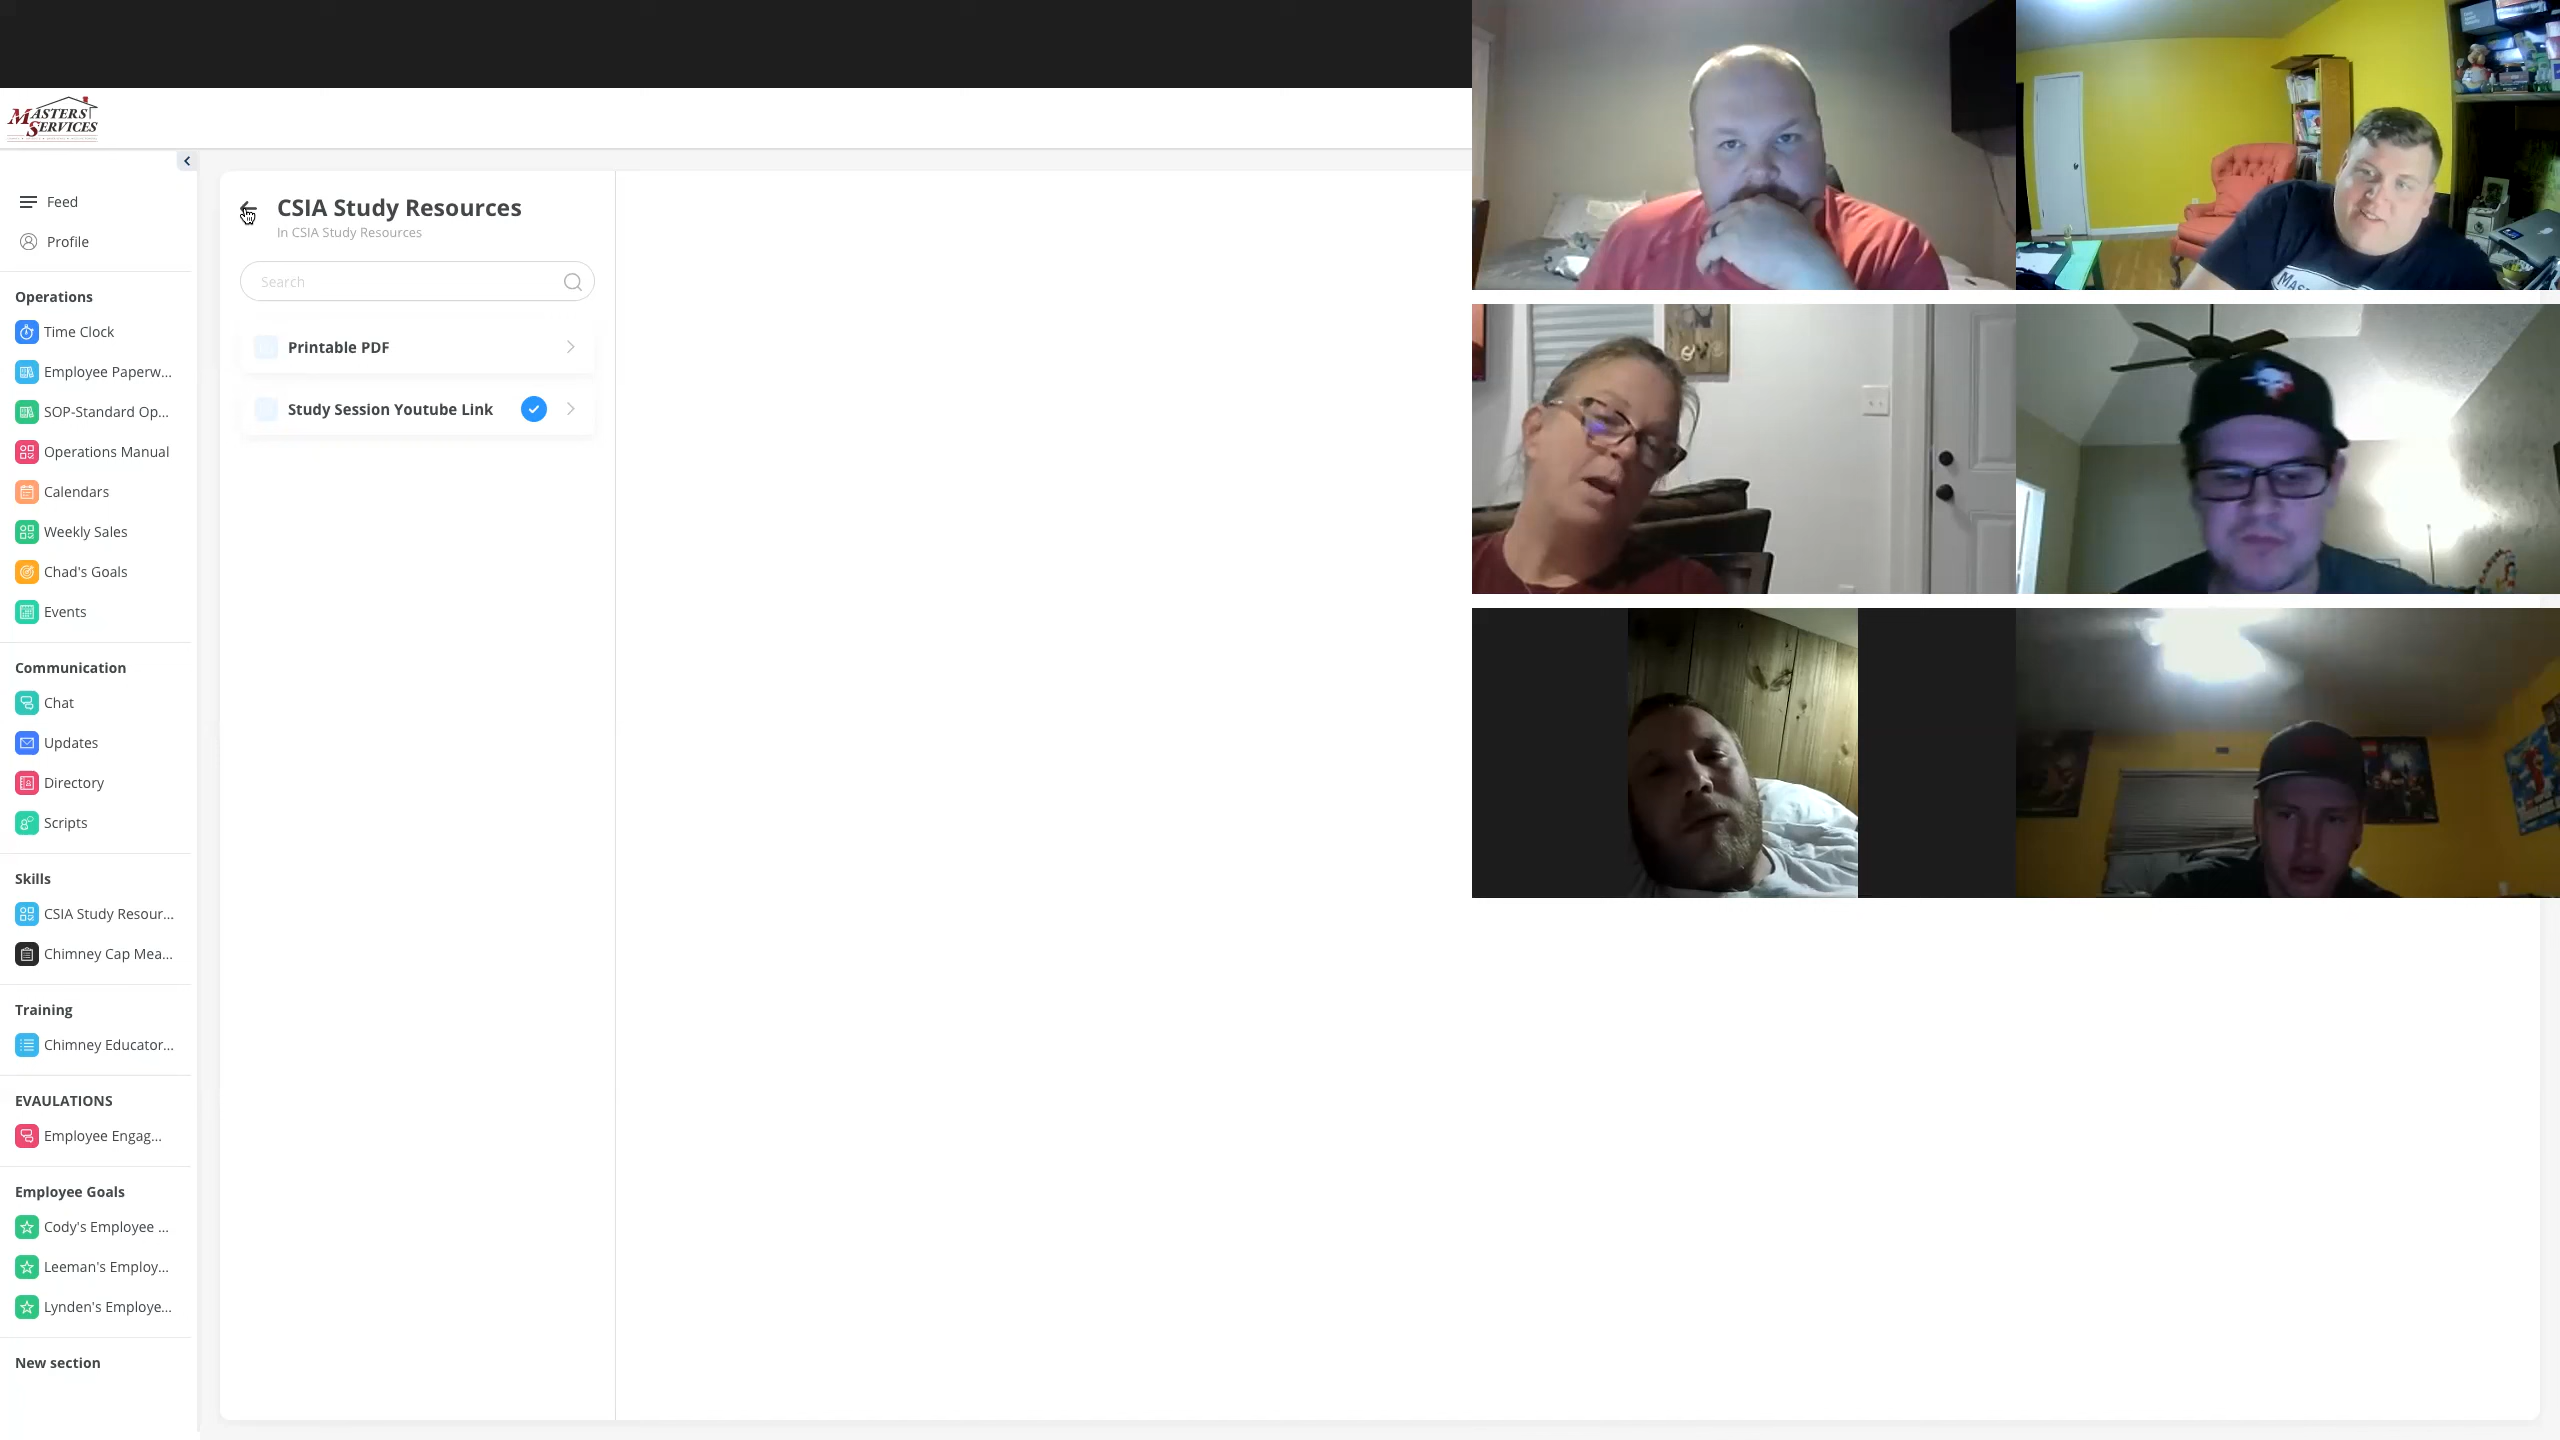 MASTERS
SERVICES
Feed
Profile
Operations
Time Clock
Employee Paperw...
SOP-Standard Op...
Operations Manual
Calendars
Weekly Sales
Chad's Goals
Events
Communication
Chat
Updates
Directory
Scripts
Skills
CSIA Study Resour...
Chimney Cap Mea...
Training
Chimney Educator...
EVAULATIONS
Employee Engag...
Employee Goals
Cody's Employee ...
Leeman's Employ...
Lynden's Employe...
New section
CSIA Study Resources
In CSIA Study Resources
Search
Printable PDF
Study Session Youtube Link